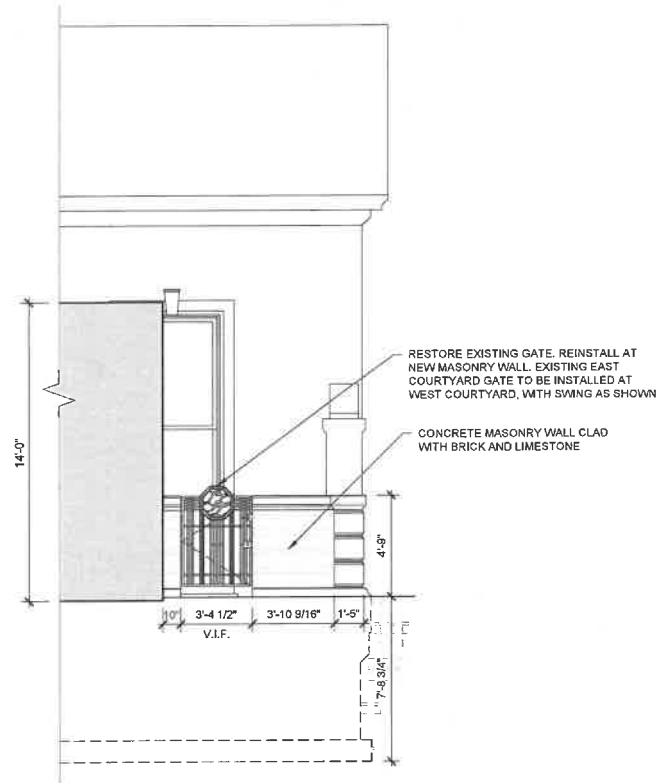 RESTORE EXISTING GATE. REINSTALL AT
NEW MASONRY WALL. EXISTING EAST
COURTYARD GATE TO BE INSTALLED AT
WEST COURTYARD, WITH SWING AS SHOWN
CONCRETE MASONRY WALL CLAD
WITH BRICK AND LIMESTONE
14'-0"
4'-9"
10" 3'-4 1/2" 3'-10 9/16" 1'-5"
V.I.F.
7'-8 3/4"